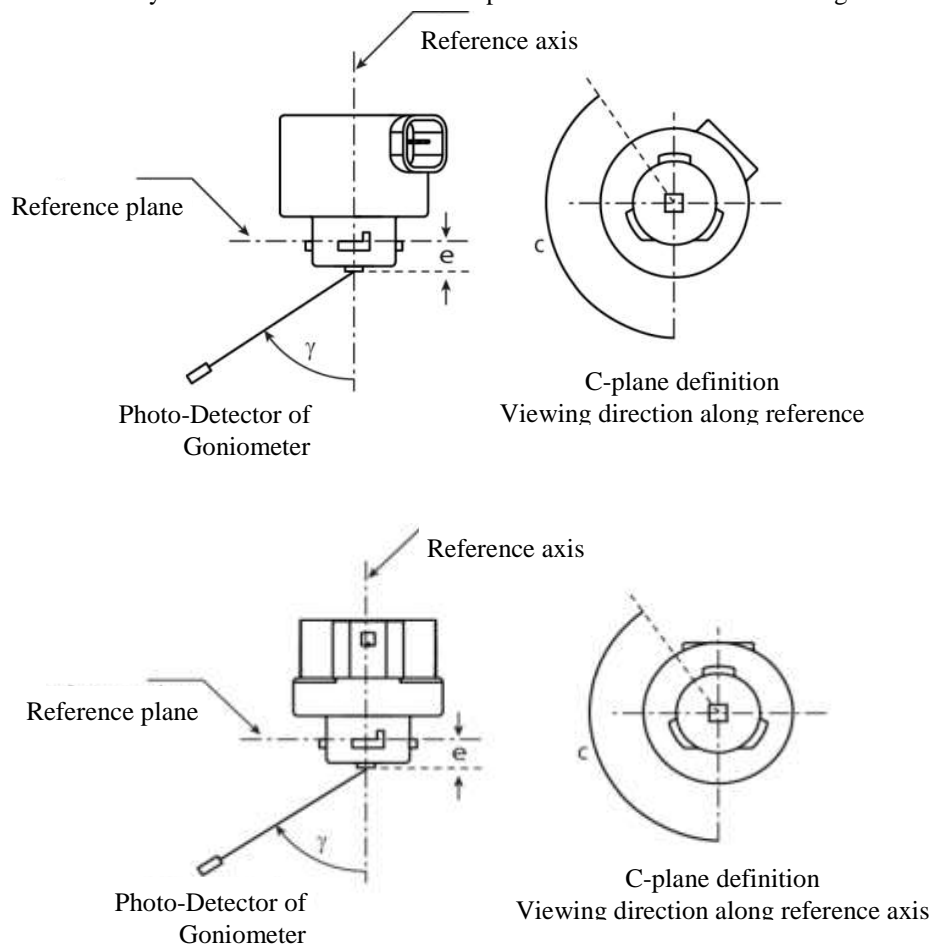 Reference axis
Reference plane
e
c
γ
C-plane definition
Viewing direction along reference
Photo-Detector of
Goniometer
Reference axis
Reference plane
e
c
γ
C-plane definition
Viewing direction along reference axis
Photo-Detector of
Goniometer